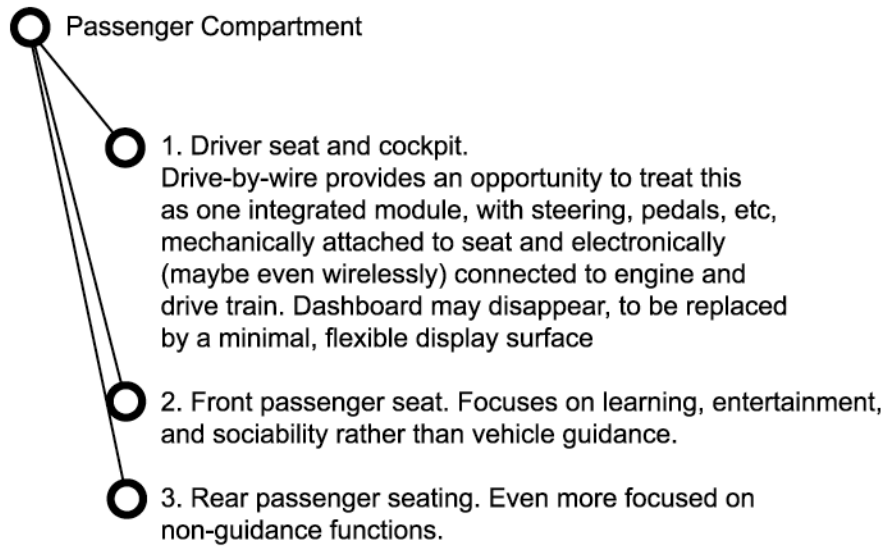 Passenger Compartment
1. Driver seat and cockpit.
Drive-by-wire provides an opportunity to treat this
as one integrated module, with steering, pedals, etc,
mechanically attached to seat and electronically
(maybe even wirelessly) connected to engine and
drive train. Dashboard may disappear, to be replaced
by a minimal, flexible display surface
2. Front passenger seat. Focuses on learning, entertainment,
and sociability rather than vehicle guidance.
3. Rear passenger seating. Even more focused on
non-guidance functions.